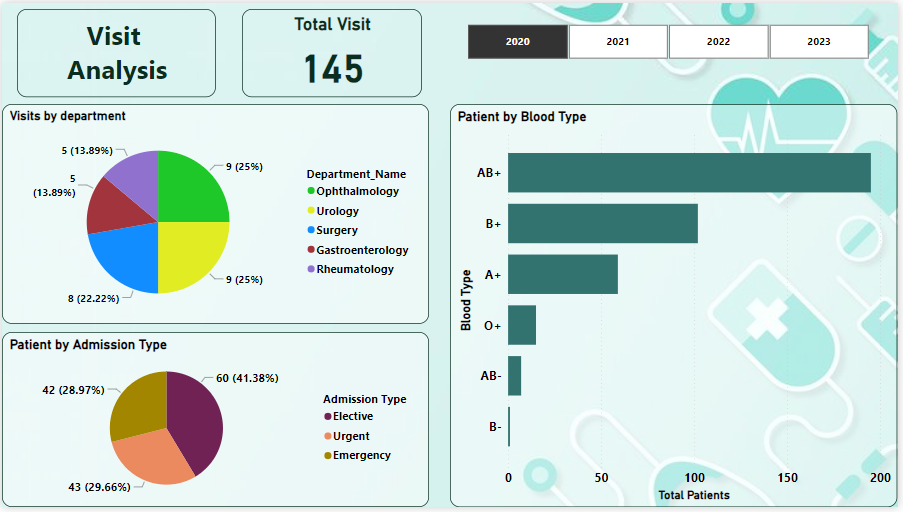 Visit
Analysis
Total Visit
145
2020
2021
2022
2023
Visits by department
5 (13.89%)
5
(13.89%)
8 (22.22%)
9 (25%)
9 (25%)
Department_Name
Ophthalmology
Urology
Surgery
Gastroenterology
Rheumatology
Patient by Admission Type
42 (28.97%)
60 (41.38%)
43 (29.66%)
Admission Type
Elective
Urgent
Emergency
Patient by Blood Type
Blood Type
AB+
B+
A+
O+
AB-
B-
0
50
100
150
200
Total Patients